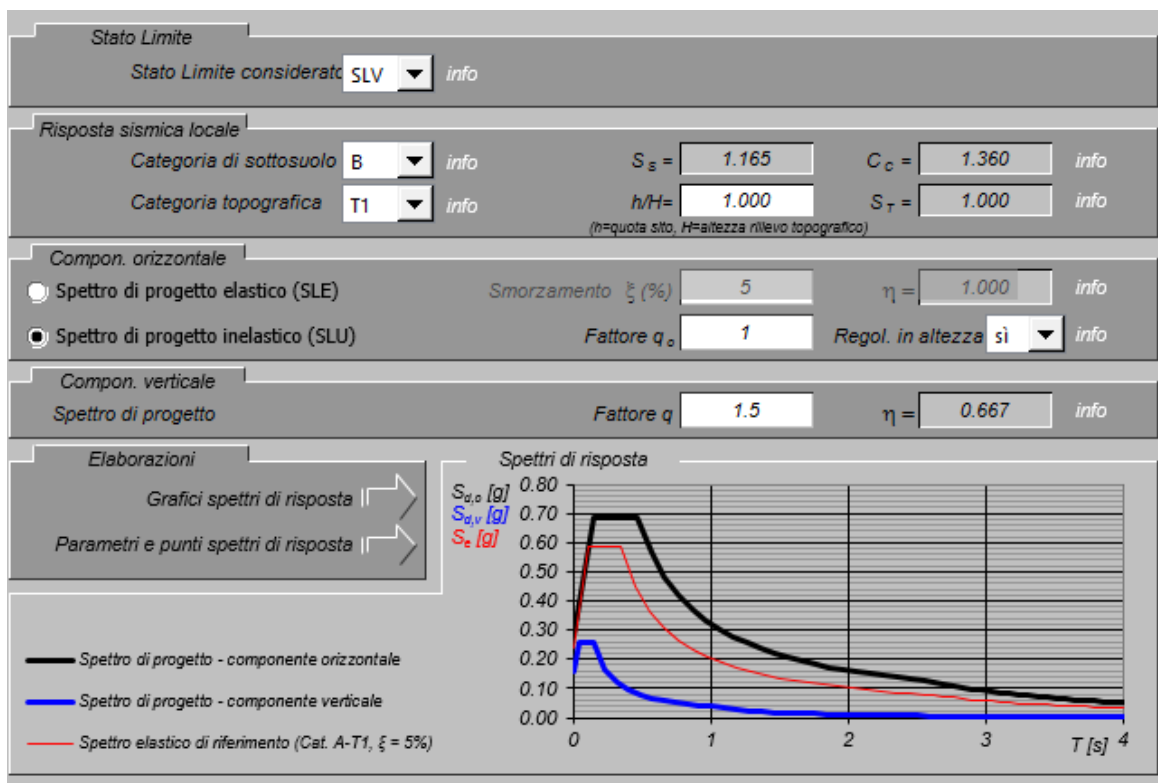 Stato Limite
Stato Limite considerato SLV info
Risposta sismica locale
Categoria di sottosuolo B info S S = 1.165 C C = 1.360 info
Categoria topografica T1 info h/H= 1.000 S T = 1.000 info
(h=quota sito, H=altezza rilievo topografico)
Compon. orizzontale
Spettro di progetto elastico (SLE) Smorzamento ξ (%) 5 η = 1.000 info
Spettro di progetto inelastico (SLU) Fattore q o 1 Regol. in altezza sì info
Compon. verticale
Spettro di progetto Fattore q 1.5 η = 0.667 info
Elaborazioni
Grafici spettri di risposta
Parametri e punti spettri di risposta
Spettri di risposta
S d,o [g]
S d,v [g]
S e [g]
0.80
0.70
0.60
0.50
0.40
0.30
0.20
0.10
0.00
0 1 2 3 T [s] 4
Spettro di progetto - componente orizzontale
Spettro di progetto - componente verticale
Spettro elastico di riferimento (Cat. A-T1, ξ = 5%)